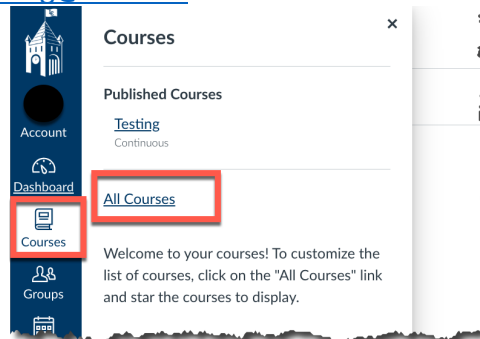 Courses
×
Published Courses
Testing
Continuous
All Courses
Welcome to your courses! To customize the
list of courses, click on the "All Courses" link
and star the courses to display.
Account
Dashboard
Courses
Groups